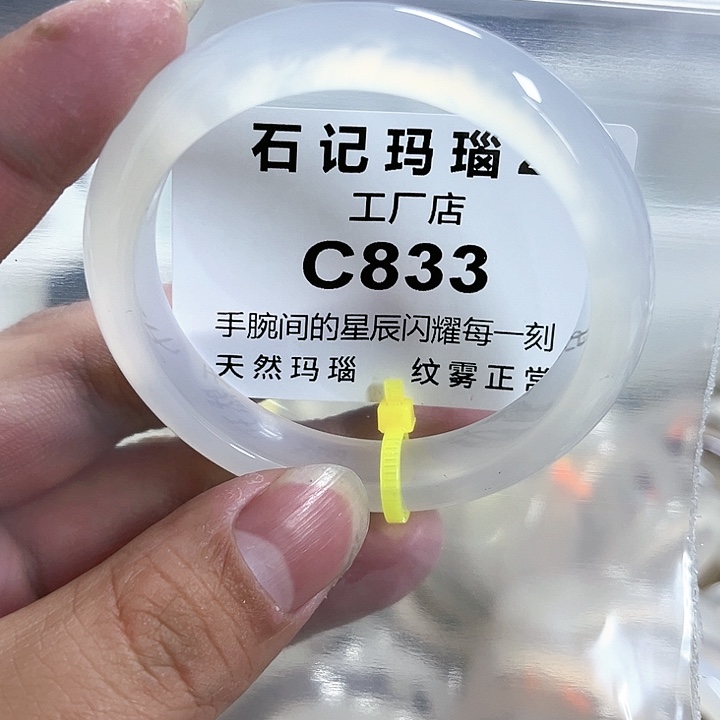 石记玛瑙
工厂店
C833
手腕间的星辰闪耀每一刻
天然玛瑙 纹雾正常